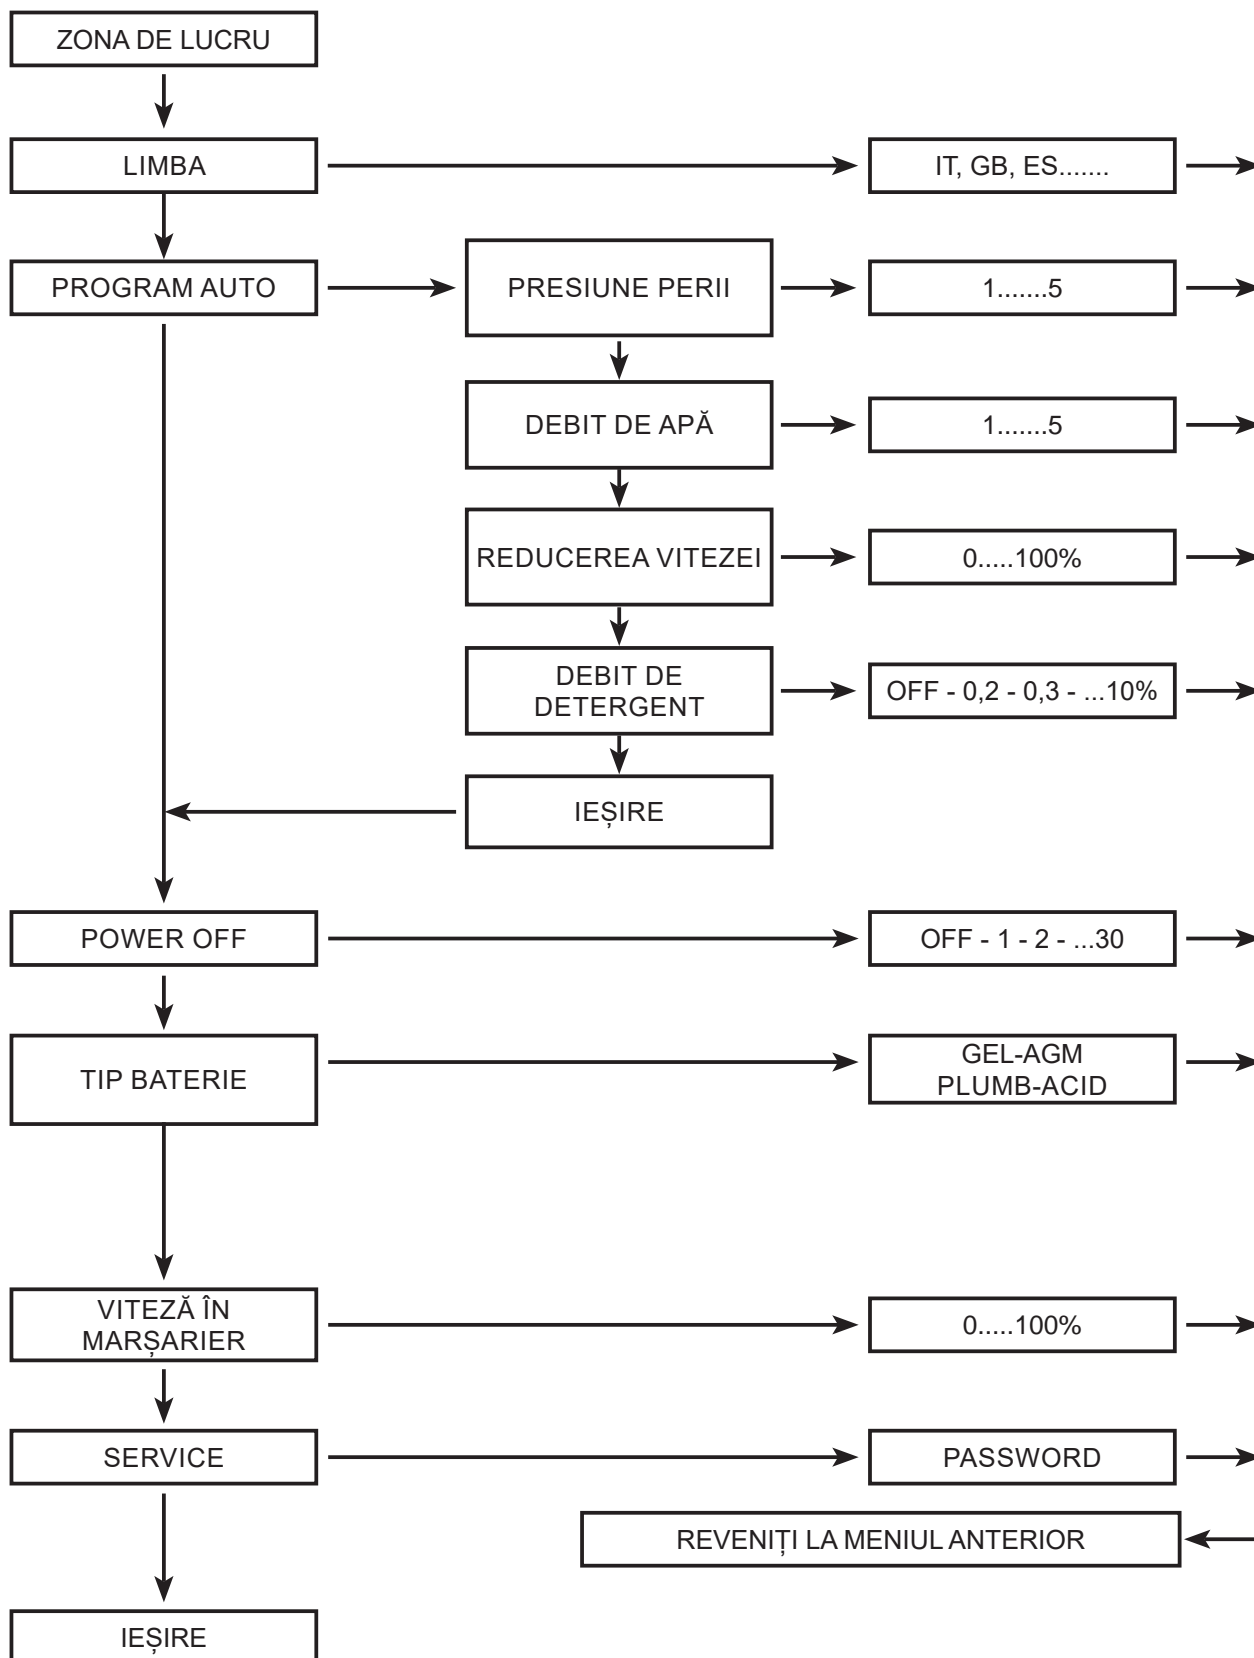 ZONA DE LUCRU
LIMBA
IT, GB, ES.......
PROGRAM AUTO
PRESIUNE PERII
1.......5
DEBIT DE APĂ
1.......5
REDUCEREA VITEZEI
0.....100%
DEBIT DE
DETERGENT
OFF - 0,2 - 0,3 - ...10%
IEȘIRE
POWER OFF
OFF - 1 - 2 - ...30
TIP BATERIE
GEL-AGM
PLUMB-ACID
VITEZĂ ÎN
MARȘARIER
0.....100%
SERVICE
PASSWORD
REVENIȚI LA MENIUL ANTERIOR
IEȘIRE